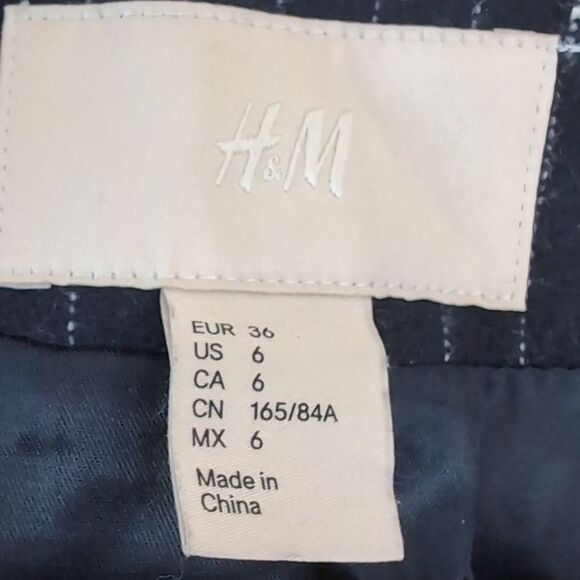 H&M
EUR 36
US 6
CA 6
CN 165/84A
MX 6
Made in
China